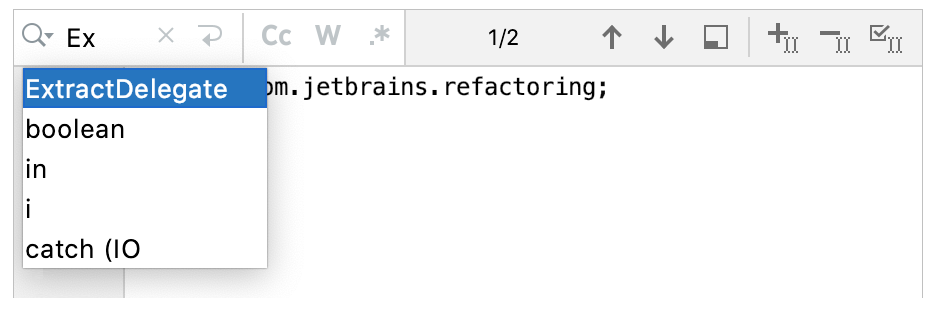 Ex Cc W .* 1/2
ExtractDelegate om.jetbrains.refactoring;
boolean
in
i
catch (IO